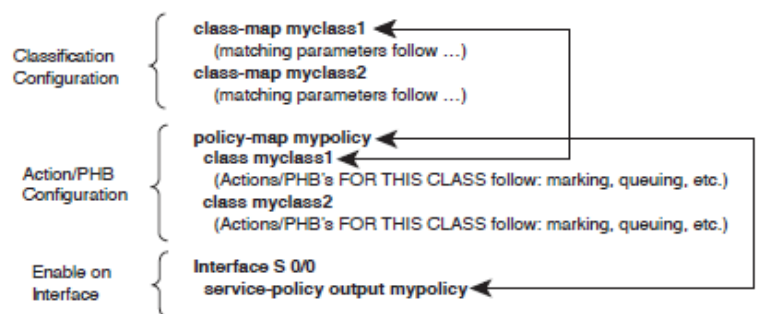 class-map myclass1
Classification
Configuration
(matching parameters follow ...)
class-map myclass2
(matching parameters follow ...)
policy-map mypolicy
class myclass1
Action/PHB
Configuration
(Actions/PHB's FOR THIS CLASS follow: marking, queuing, etc.)
class myclass2
(Actions/PHB's FOR THIS CLASS follow: marking, queuing, etc.)
Enable on
Interface
Interface S 0/0
service-policy output mypolicy